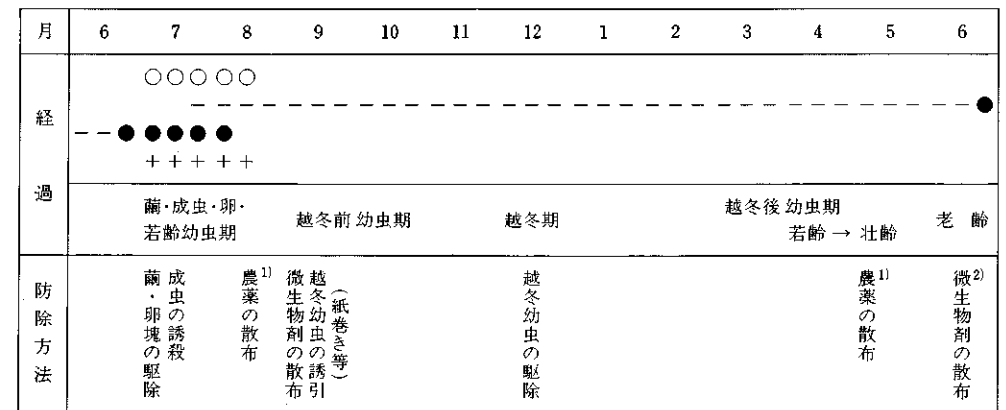 月 6 7 8 9 10 11 12 1 2 3 4 5 6
経過
繭・成虫・卵・
若齢幼虫期
越冬前幼虫期
越冬期
越冬後幼虫期
若齢→壮齢
老齢
防除方法
繭・卵塊の駆除
成虫の誘殺
農薬の散布1)
微生物剤の散布
越冬幼虫の誘引
(紙巻き等)
越冬幼虫の駆除
農薬の散布1)
微生物剤の散布2)